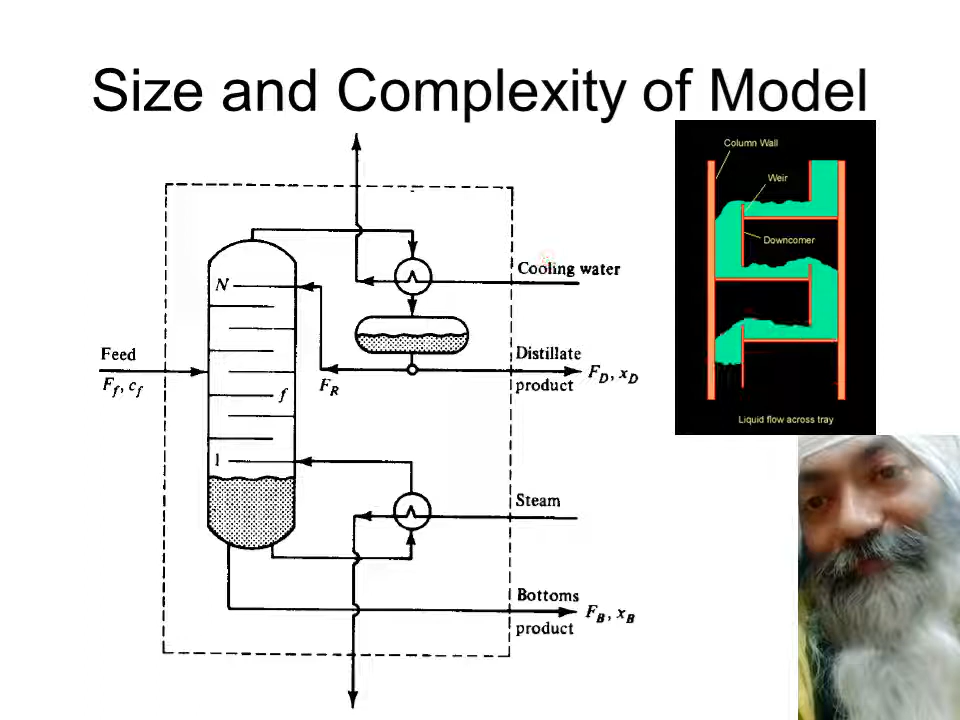 Size and Complexity of Model
Column Wall
Weir
Downcomer
Liquid flow across tray
N
Cooling water
Feed
F_f, c_f
F_R
f
Distillate
product
F_D, x_D
1
Steam
Bottoms
product
F_B, x_B